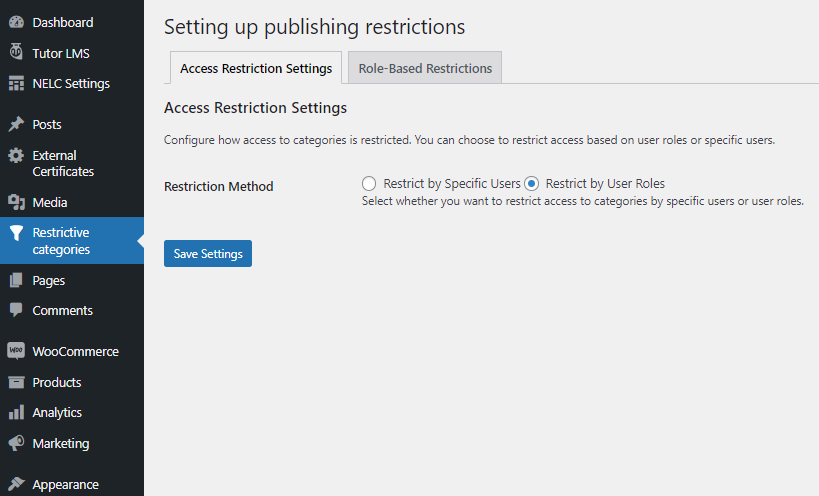 Dashboard
Tutor LMS
NELC Settings
Posts
External
Certificates
Media
Restrictive
categories
Pages
Comments
WooCommerce
Products
Analytics
Marketing
Appearance
Setting up publishing restrictions
Access Restriction Settings
Role-Based Restrictions
Access Restriction Settings
Configure how access to categories is restricted. You can choose to restrict access based on user roles or specific users.
Restriction Method
Restrict by Specific Users
Restrict by User Roles
Select whether you want to restrict access to categories by specific users or user roles.
Save Settings